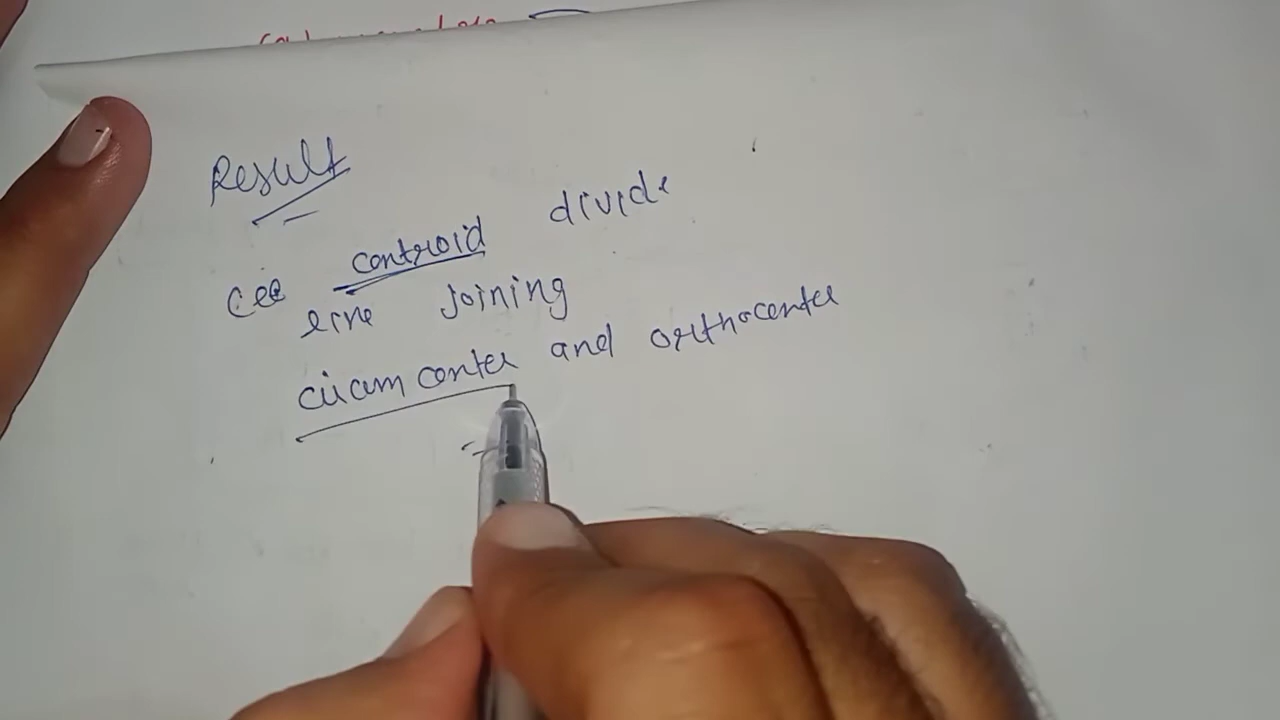 Result
centroid divide
line joining
circumcenter and orthocenter